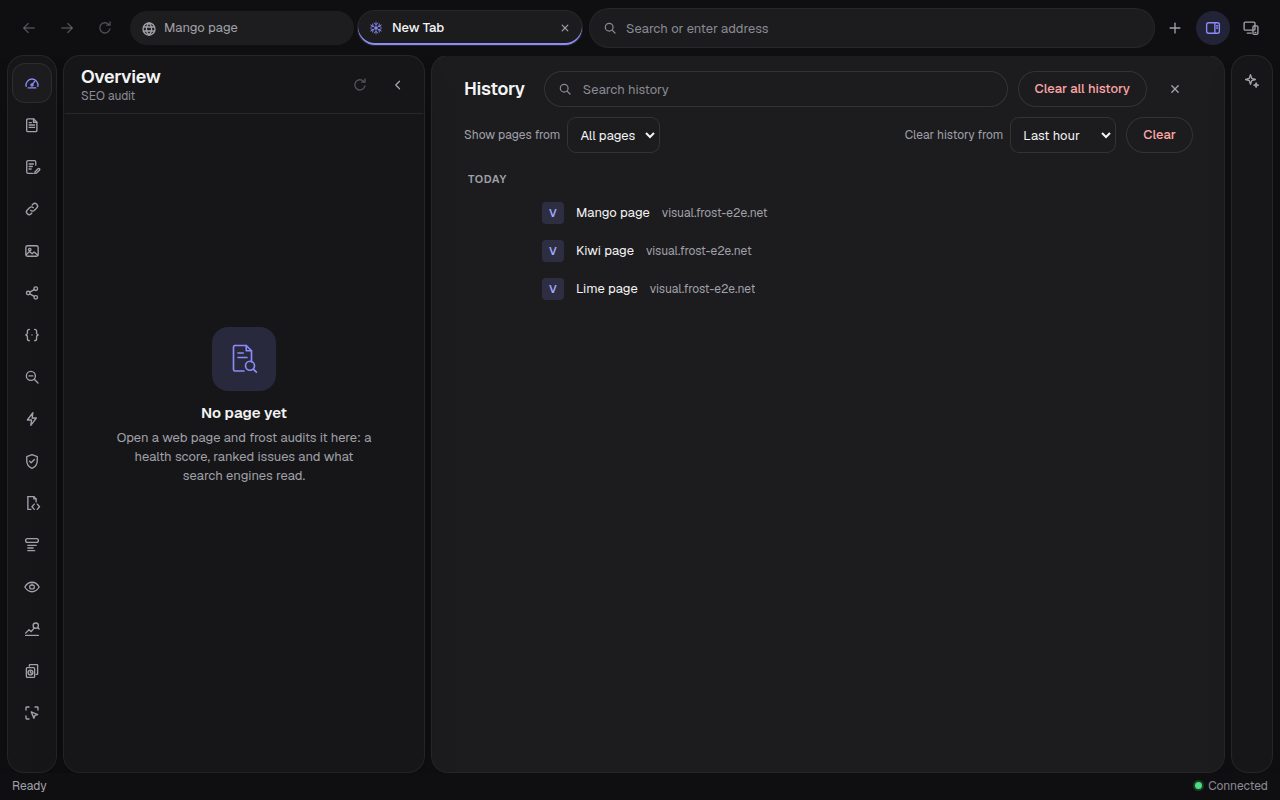 Mango page
New Tab
Search or enter address
Overview
SEO audit
No page yet
Open a web page and frost audits it here: a
health score, ranked issues and what
search engines read.
History
Search history
Clear all history
Show pages from
All pages
Clear history from
Last hour
Clear
TODAY
V Mango page visual.frost-e2e.net
V Kiwi page visual.frost-e2e.net
V Lime page visual.frost-e2e.net
Ready
Connected